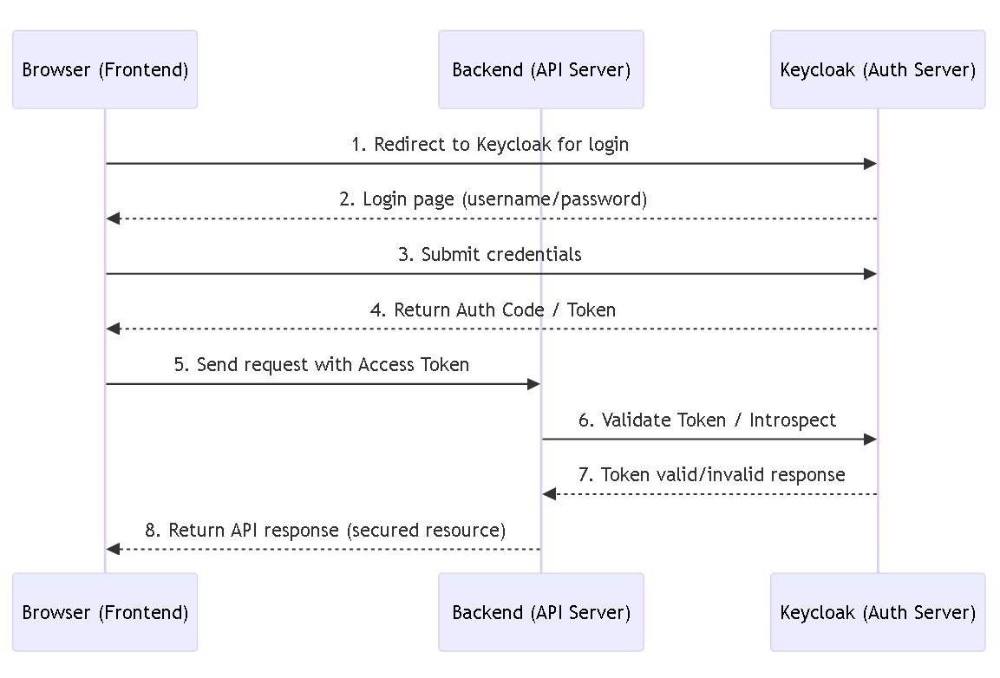 Browser (Frontend)
Backend (API Server)
Keycloak (Auth Server)
1. Redirect to Keycloak for login
2. Login page (username/password)
3. Submit credentials
4. Return Auth Code / Token
5. Send request with Access Token
6. Validate Token / Introspect
7. Token valid/invalid response
8. Return API response (secured resource)
Browser (Frontend)
Backend (API Server)
Keycloak (Auth Server)